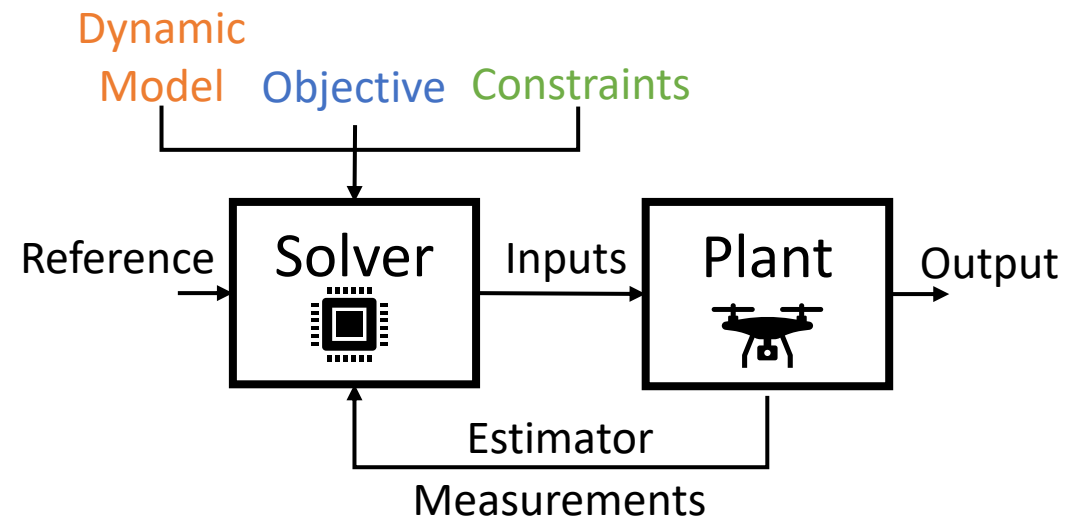 Dynamic
Model
Objective
Constraints
Reference
Solver
Inputs
Plant
Output
Estimator
Measurements